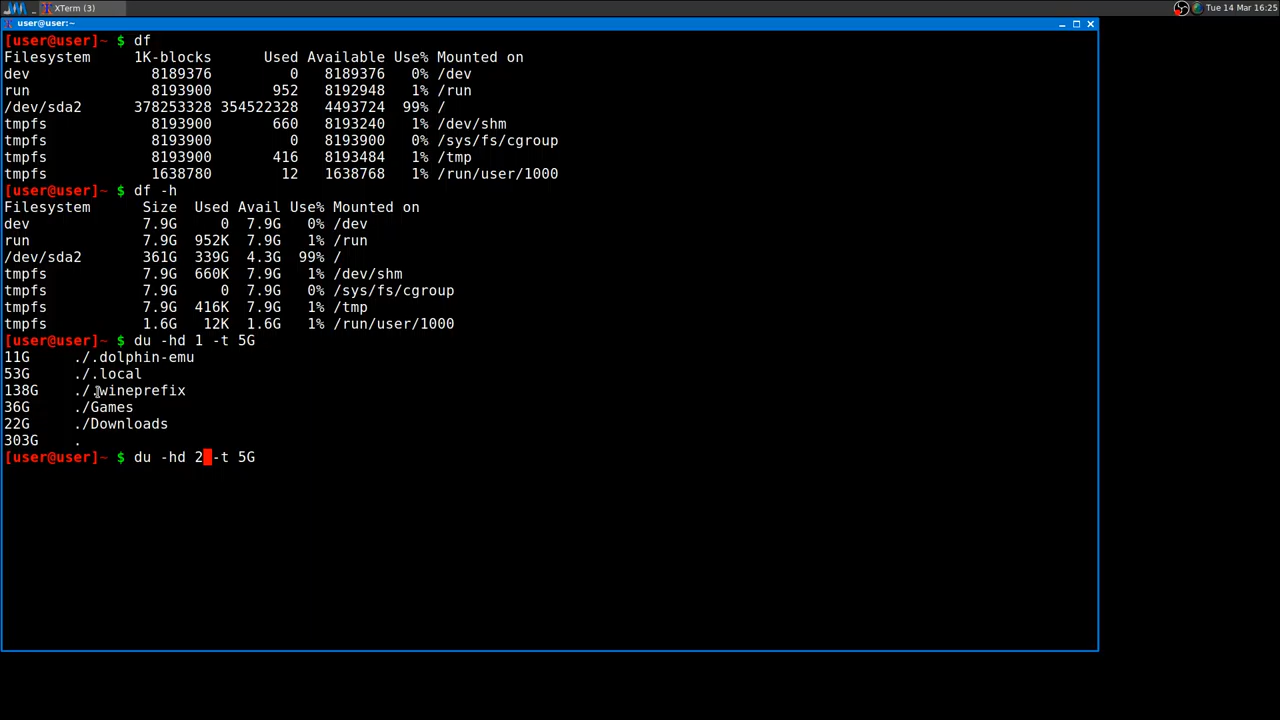 XTerm (3)
Tue 14 Mar 16:25
user@user:~
[user@user]~ $ df
Filesystem     1K-blocks      Used Available Use% Mounted on
dev              8189376         0   8189376   0% /dev
run              8193900       952   8192948   1% /run
/dev/sda2      378253328 354522328   4493724  99% /
tmpfs            8193900       660   8193240   1% /dev/shm
tmpfs            8193900         0   8193900   0% /sys/fs/cgroup
tmpfs            8193900       416   8193484   1% /tmp
tmpfs            1638780        12   1638768   1% /run/user/1000
[user@user]~ $ df -h
Filesystem      Size  Used Avail Use% Mounted on
dev             7.9G     0  7.9G   0% /dev
run             7.9G  952K  7.9G   1% /run
/dev/sda2       361G  339G  4.3G  99% /
tmpfs           7.9G  660K  7.9G   1% /dev/shm
tmpfs           7.9G     0  7.9G   0% /sys/fs/cgroup
tmpfs           7.9G  416K  7.9G   1% /tmp
tmpfs           1.6G   12K  1.6G   1% /run/user/1000
[user@user]~ $ du -hd 1 -t 5G
11G     ./.dolphin-emu
53G     ./.local
138G    ./.wineprefix
36G     ./Games
22G     ./Downloads
303G    .
[user@user]~ $ du -hd 2 -t 5G